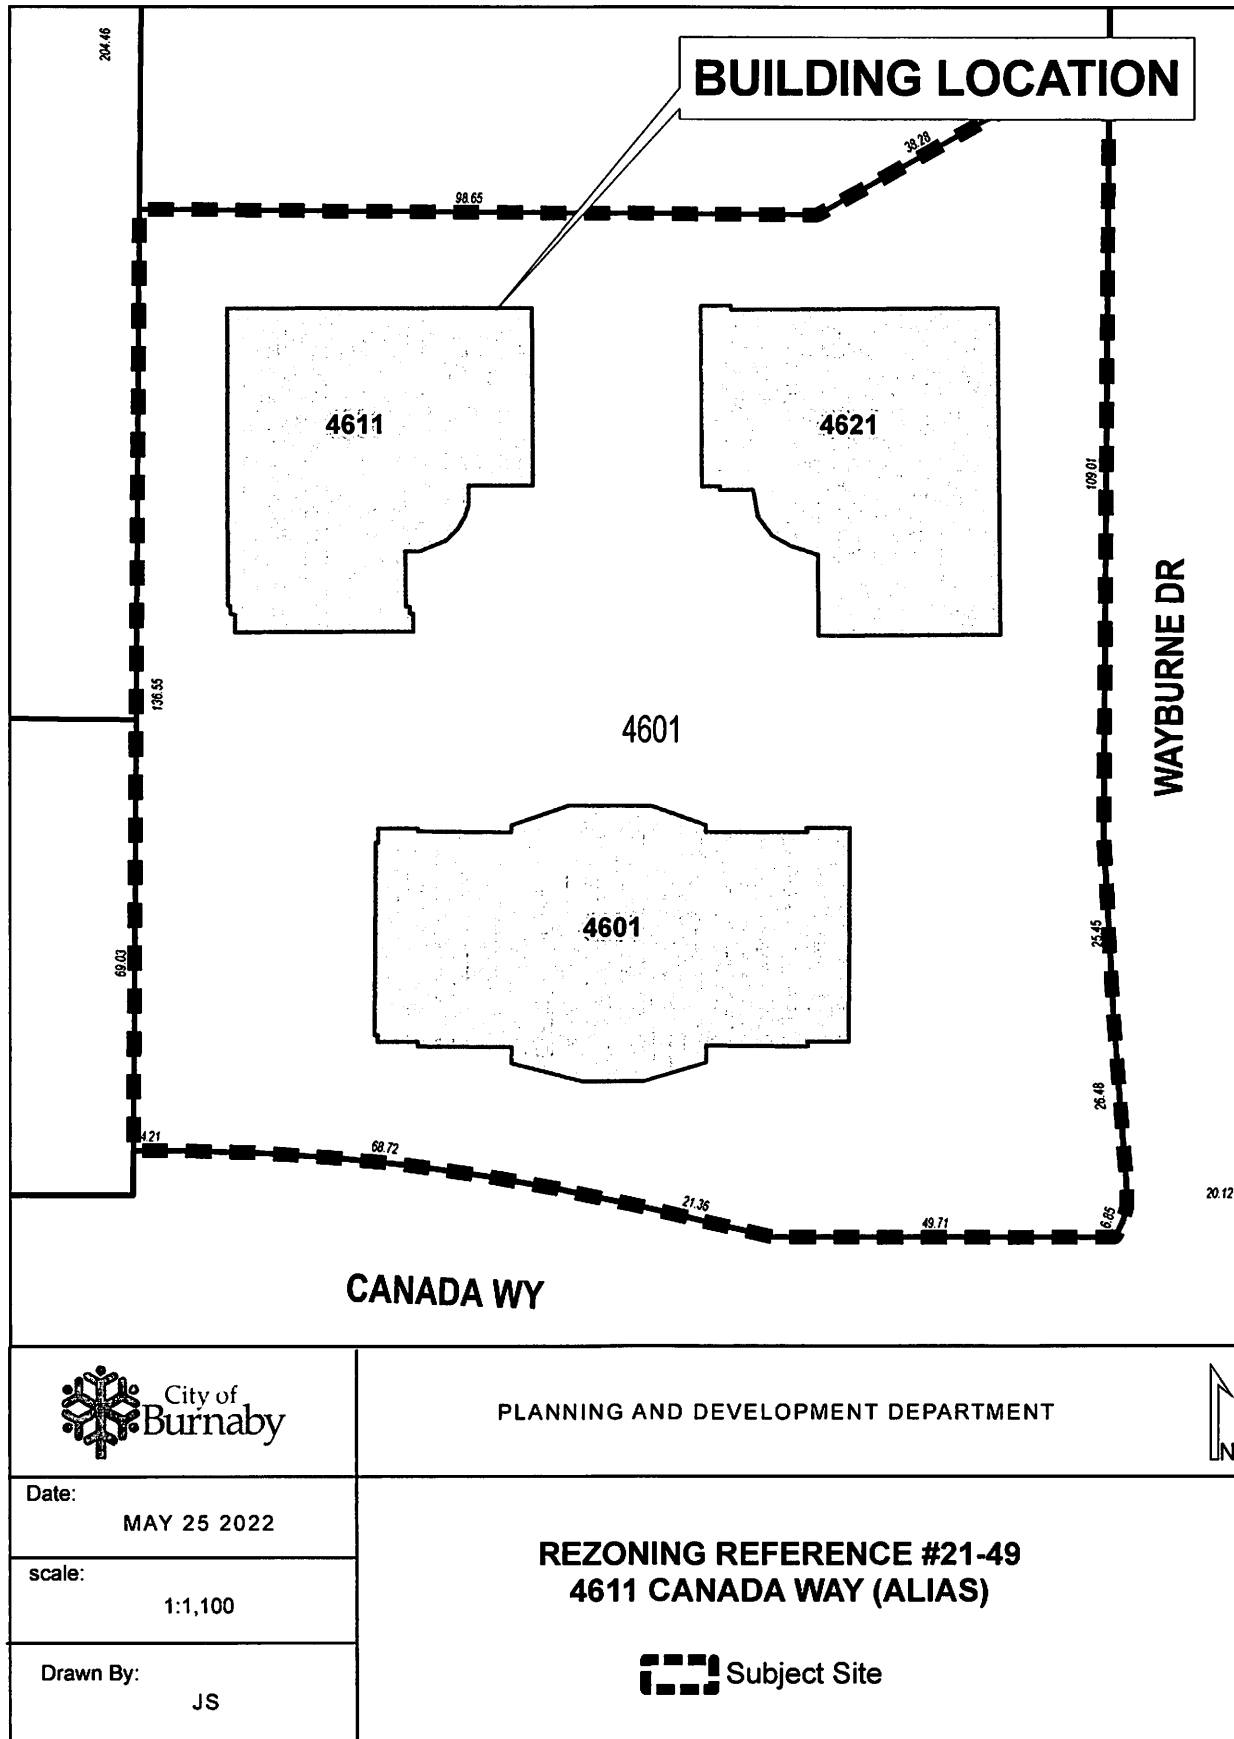 204.46
BUILDING LOCATION
38.28
98.65
4611
4621
109.01
WAYBURNE DR
136.55
4601
4601
25.45
69.03
26.48
4.21
68.72
21.36
49.71
6.85
20.12
CANADA WY
City of
Burnaby
PLANNING AND DEVELOPMENT DEPARTMENT
N
Date:
MAY 25 2022
scale:
1:1,100
Drawn By:
JS
REZONING REFERENCE #21-49
4611 CANADA WAY (ALIAS)
Subject Site